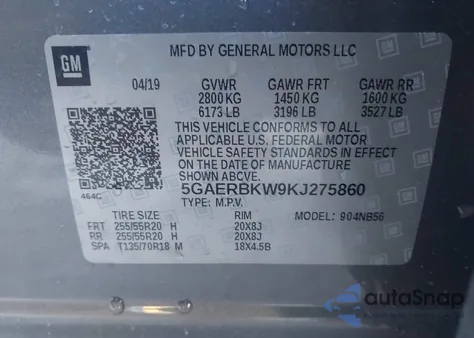 GM
MFD BY GENERAL MOTORS LLC
04/19 GVWR GAWR FRT GAWR RR
2800 KG 1450 KG 1600 KG
6173 LB 3196 LB 3527 LB
THIS VEHICLE CONFORMS TO ALL
APPLICABLE U.S. FEDERAL MOTOR
VEHICLE SAFETY STANDARDS IN EFFECT
ON THE DATE OF MANUFACTURE
SHOWN ABOVE.
5GAERBKW9KJ275860
464C TYPE: M.P.V.
TIRE SIZE RIM MODEL: 904NB56
FRT 255/55R20 H 20X8J
RR 255/55R20 H 20X8J
SPA T135/70R18 M 18X4.5B
autoSnap